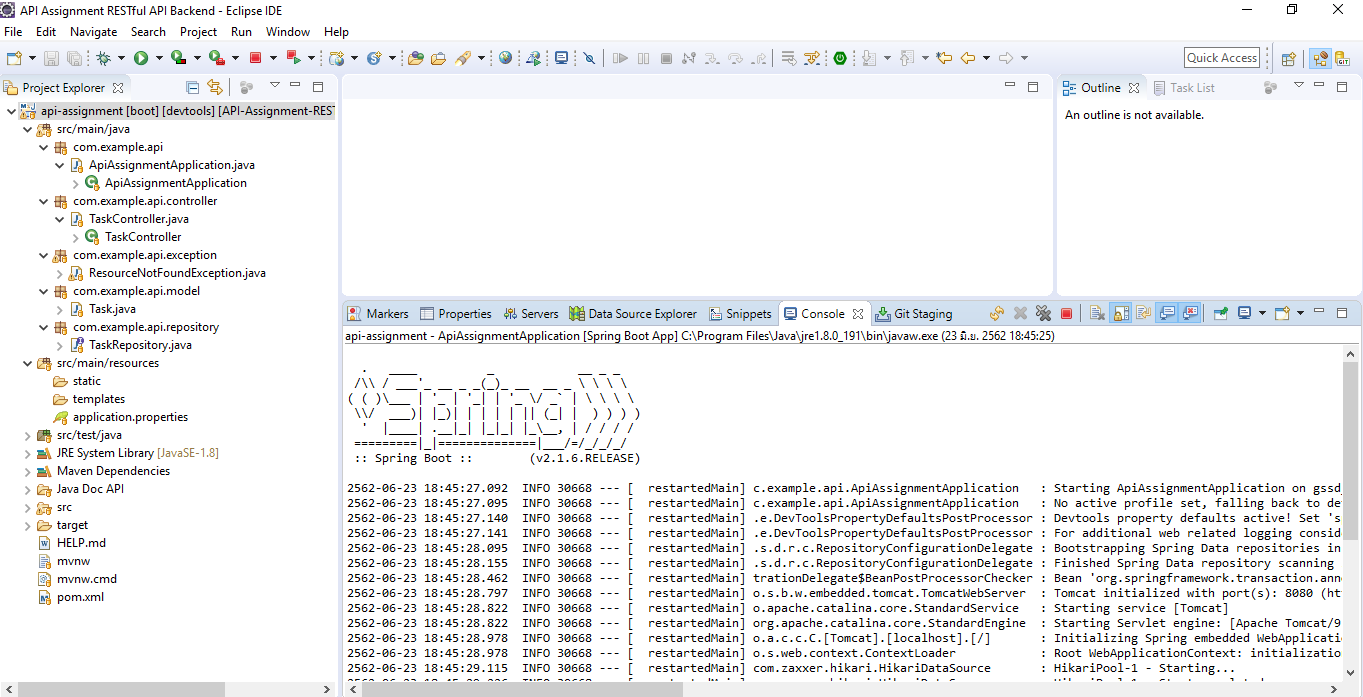 API Assignment RESTful API Backend - Eclipse IDE
File Edit Navigate Search Project Run Window Help
Quick Access
Project Explorer
api-assignment [boot] [devtools] [API-Assignment-RES
src/main/java
com.example.api
ApiAssignmentApplication.java
ApiAssignmentApplication
com.example.api.controller
TaskController.java
TaskController
com.example.api.exception
ResourceNotFoundException.java
com.example.api.model
Task.java
com.example.api.repository
TaskRepository.java
src/main/resources
static
templates
application.properties
src/test/java
JRE System Library [JavaSE-1.8]
Maven Dependencies
Java Doc API
src
target
HELP.md
mvnw
mvnw.cmd
pom.xml
Outline Task List
An outline is not available.
Markers Properties Servers Data Source Explorer Snippets Console Git Staging
api-assignment - ApiAssignmentApplication [Spring Boot App] C:\Program Files\Java\jre1.8.0_191\bin\javaw.exe (23 มิ.ย. 2562 18:45:25)
Spring
:: Spring Boot :: (v2.1.6.RELEASE)
2562-06-23 18:45:27.092 INFO 30668 --- [ restartedMain] c.example.api.ApiAssignmentApplication : Starting ApiAssignmentApplication on gssd
2562-06-23 18:45:27.095 INFO 30668 --- [ restartedMain] c.example.api.ApiAssignmentApplication : No active profile set, falling back to de
2562-06-23 18:45:27.140 INFO 30668 --- [ restartedMain] .e.DevToolsPropertyDefaultsPostProcessor : Devtools property defaults active! Set 's
2562-06-23 18:45:27.141 INFO 30668 --- [ restartedMain] .e.DevToolsPropertyDefaultsPostProcessor : For additional web related logging consid
2562-06-23 18:45:28.095 INFO 30668 --- [ restartedMain] .s.d.r.c.RepositoryConfigurationDelegate : Bootstrapping Spring Data repositories in
2562-06-23 18:45:28.155 INFO 30668 --- [ restartedMain] .s.d.r.c.RepositoryConfigurationDelegate : Finished Spring Data repository scanning
2562-06-23 18:45:28.462 INFO 30668 --- [ restartedMain] trationDelegate$BeanPostProcessorChecker : Bean 'org.springframework.transaction.ann
2562-06-23 18:45:28.797 INFO 30668 --- [ restartedMain] o.s.b.w.embedded.tomcat.TomcatWebServer : Tomcat initialized with port(s): 8080 (ht
2562-06-23 18:45:28.822 INFO 30668 --- [ restartedMain] o.apache.catalina.core.StandardService : Starting service [Tomcat]
2562-06-23 18:45:28.822 INFO 30668 --- [ restartedMain] org.apache.catalina.core.StandardEngine : Starting Servlet engine: [Apache Tomcat/9
2562-06-23 18:45:28.978 INFO 30668 --- [ restartedMain] o.a.c.c.C.[Tomcat].[localhost].[/] : Initializing Spring embedded WebApplicati
2562-06-23 18:45:28.978 INFO 30668 --- [ restartedMain] o.s.web.context.ContextLoader : Root WebApplicationContext: initializatio
2562-06-23 18:45:29.115 INFO 30668 --- [ restartedMain] com.zaxxer.hikari.HikariDataSource : HikariPool-1 - Starting...